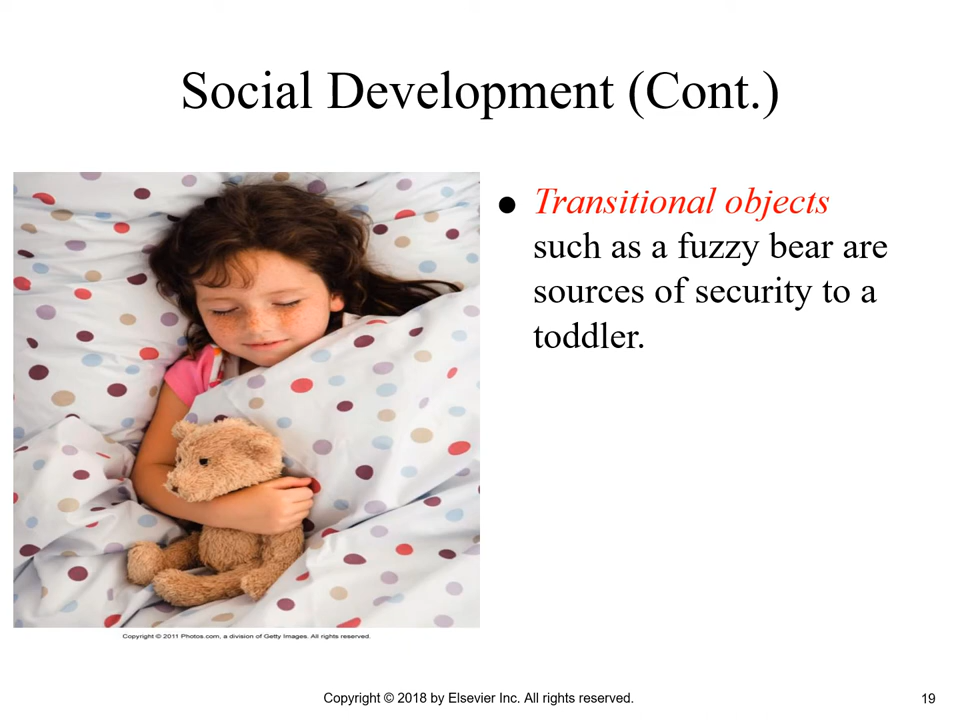 Social Development (Cont.)
● Transitional objects
such as a fuzzy bear are
sources of security to a
toddler.
Copyright © 2011 Photos.com, a division of Getty Images. All rights reserved.
Copyright © 2018 by Elsevier Inc. All rights reserved.
19